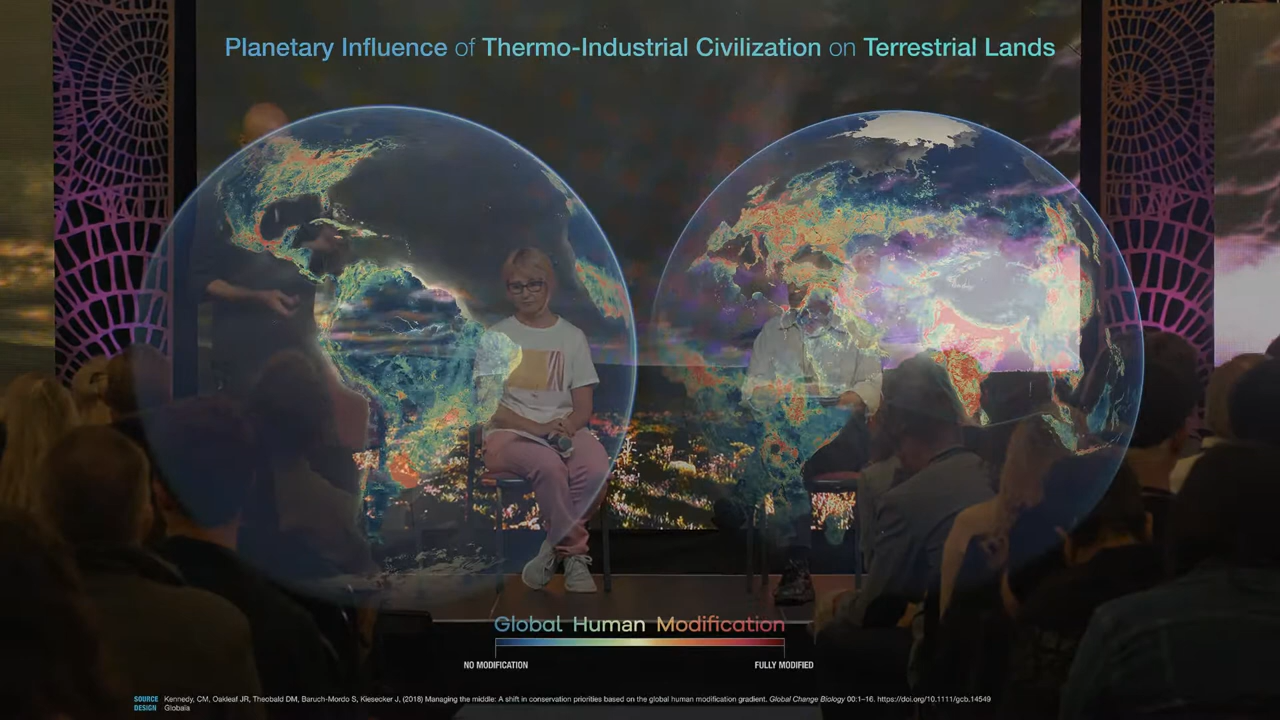 Planetary Influence of Thermo-Industrial Civilization on Terrestrial Lands
Global Human Modification
NO MODIFICATION
FULLY MODIFIED
SOURCE Kennedy, CM, Oakleaf JR, Theobald DM, Baruch-Mordo S, Kiesecker J, (2018) Managing the middle: A shift in conservation priorities based on the global human modification gradient. Global Change Biology 00:1–16. https://doi.org/10.1111/gcb.14549
DESIGN Globaïa